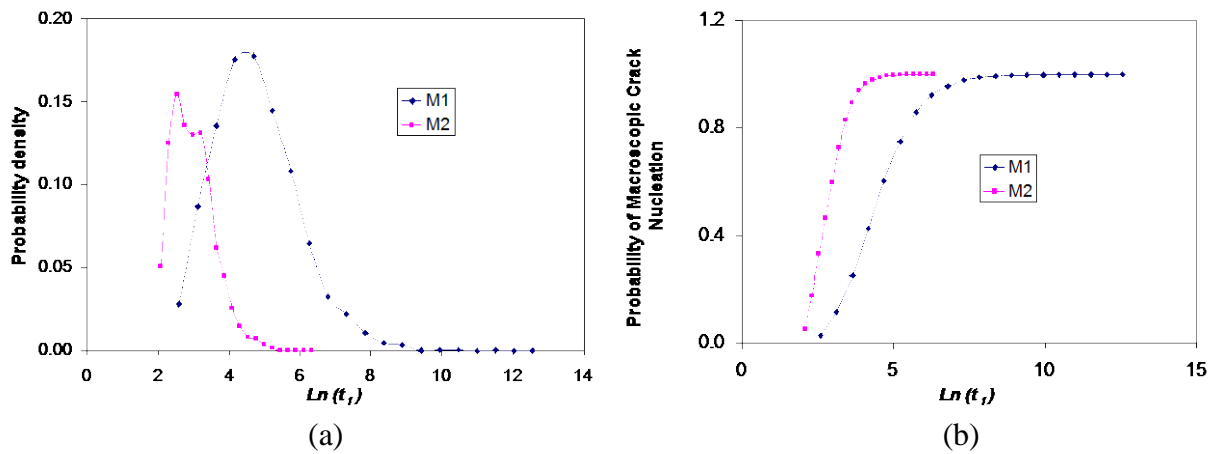 0.20
0.15
0.10
0.05
0.00
Probability density
0 2 4 6 8 10 12 14
Ln (t₁)
M1
M2
(a)
1.2
0.8
0.4
0.0
Probability of Macroscopic Crack
Nucleation
0 5 10 15
Ln (t₁)
M1
M2
(b)